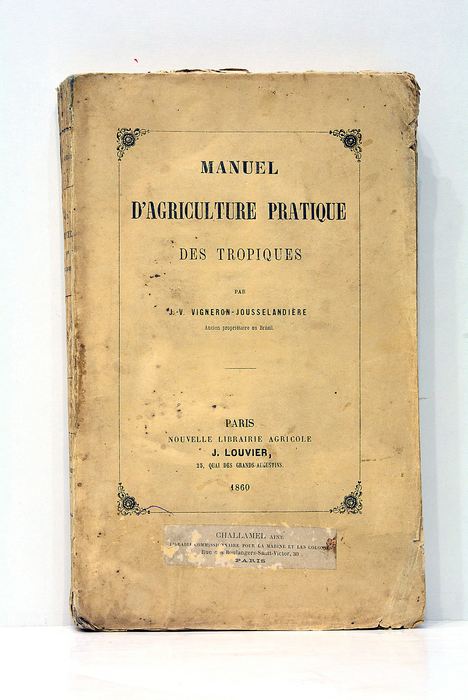 MANUEL
D'AGRICULTURE PRATIQUE
DES TROPIQUES
PAR
J.-V. VIGNERON-JOUSSELANDIÈRE
Ancien propriétaire au Brésil.
PARIS
NOUVELLE LIBRAIRIE AGRICOLE
J. LOUVIER,
23, QUAI DES GRANDS-AUGUSTINS.
1860
CHALLAMEL AINÉ
POUR LA MARINE ET LES COLONIES
Rue des Boulangers-Saint-Victor, 30
PARIS